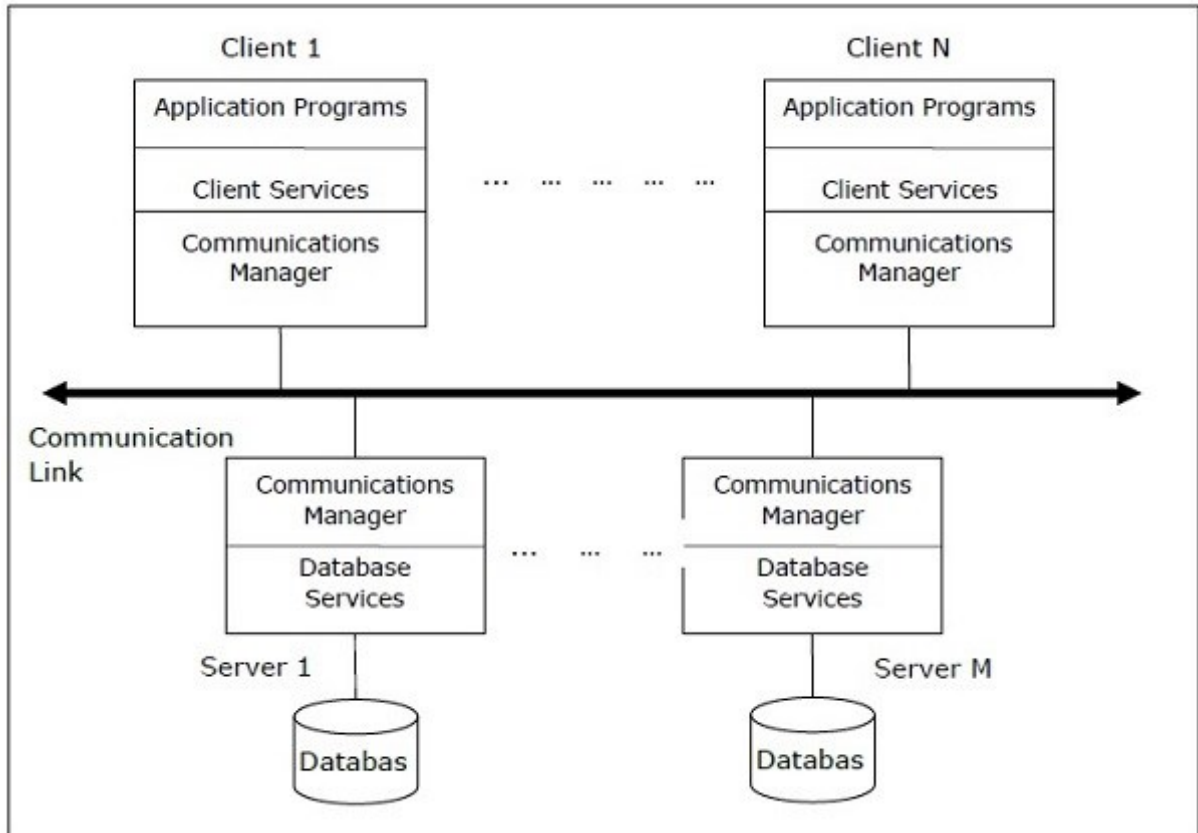 Client 1
Client N
Application Programs
Client Services
Communications
Manager
... ... ... ... ...
Application Programs
Client Services
Communications
Manager
Communication
Link
Communications
Manager
Database
Services
... ... ...
Communications
Manager
Database
Services
Server 1
Server M
Databas
Databas